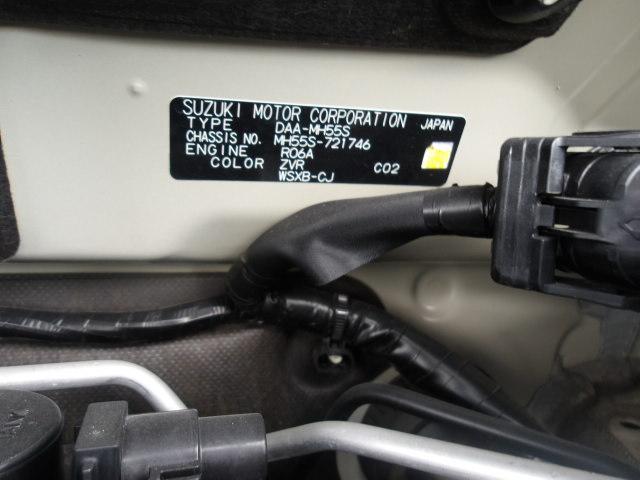 SUZUKI MOTOR CORPORATION JAPAN
TYPE DAA-MH55S
CHASSIS NO. MH55S-721746
ENGINE R06A
COLOR ZVR C02
WSXB-CJ